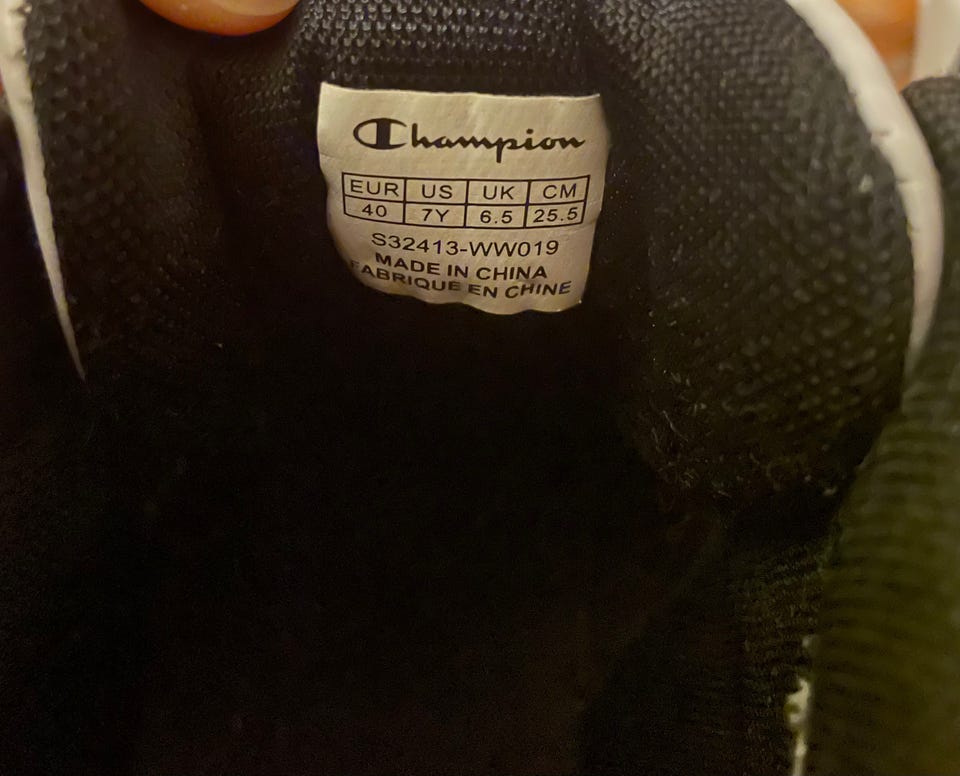 Champion
EUR US UK CM
40 7Y 6.5 25.5
S32413-WW019
MADE IN CHINA
FABRIQUE EN CHINE